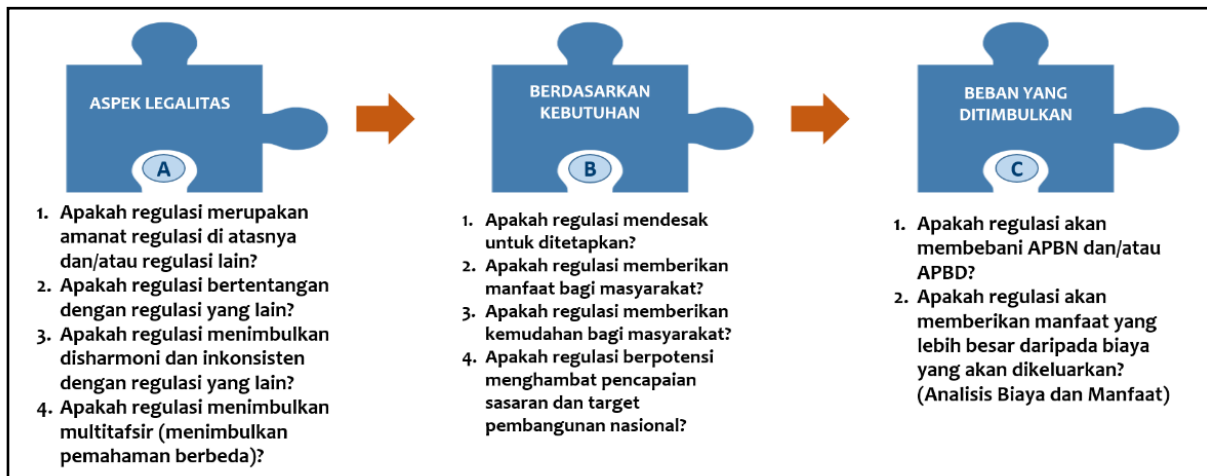 ASPEK LEGALITAS
A
1. Apakah regulasi merupakan
amanat regulasi di atasnya
dan/atau regulasi lain?
2. Apakah regulasi bertentangan
dengan regulasi yang lain?
3. Apakah regulasi menimbulkan
disharmoni dan inkonsisten
dengan regulasi yang lain?
4. Apakah regulasi menimbulkan
multitafsir (menimbulkan
pemahaman berbeda)?
BERDASARKAN
KEBUTUHAN
B
1. Apakah regulasi mendesak
untuk ditetapkan?
2. Apakah regulasi memberikan
manfaat bagi masyarakat?
3. Apakah regulasi memberikan
kemudahan bagi masyarakat?
4. Apakah regulasi berpotensi
menghambat pencapaian
sasaran dan target
pembangunan nasional?
BEBAN YANG
DITIMBULKAN
C
1. Apakah regulasi akan
membebani APBN dan/atau
APBD?
2. Apakah regulasi akan
memberikan manfaat yang
lebih besar daripada biaya
yang akan dikeluarkan?
(Analisis Biaya dan Manfaat)